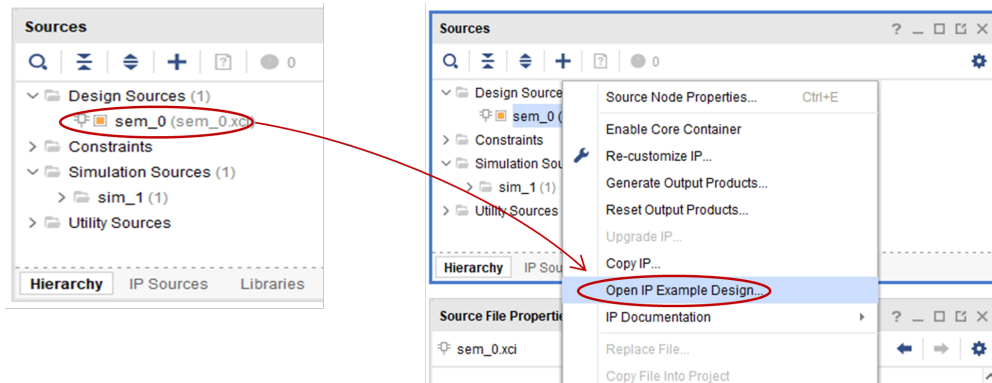 Sources
0
Design Sources (1)
sem_0 (sem_0.xci)
Constraints
Simulation Sources (1)
sim_1 (1)
Utility Sources
Hierarchy IP Sources Libraries
Sources
? _
0
Design Source
sem_0 (
Constraints
Simulation Sou
sim_1 (1)
Utility Sources
Hierarchy IP Sou
Source Node Properties... Ctrl+E
Enable Core Container
Re-customize IP...
Generate Output Products...
Reset Output Products...
Upgrade IP...
Copy IP...
Open IP Example Design...
IP Documentation
Replace File...
Copy File Into Project
Source File Propertie
? _
sem_0.xci